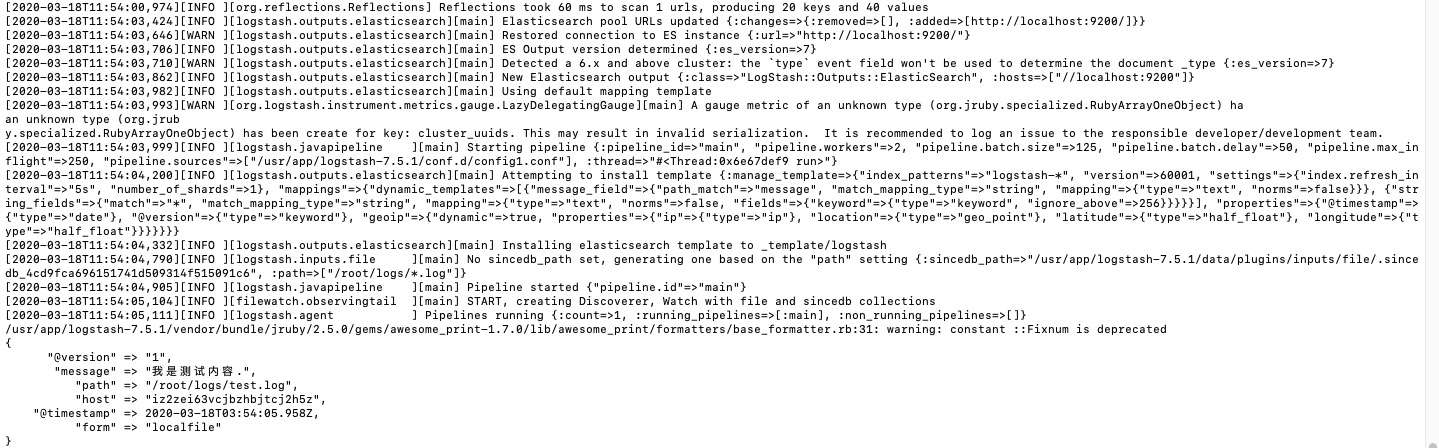 [2020-03-18T11:54:00,974][INFO ][org.reflections.Reflections] Reflections took 60 ms to scan 1 urls, producing 20 keys and 40 values
[2020-03-18T11:54:03,424][INFO ][logstash.outputs.elasticsearch][main] Elasticsearch pool URLs updated {:changes=>{:removed=>[], :added=>[http://localhost:9200/]}}
[2020-03-18T11:54:03,646][WARN ][logstash.outputs.elasticsearch][main] Restored connection to ES instance {:url=>"http://localhost:9200/"}
[2020-03-18T11:54:03,706][INFO ][logstash.outputs.elasticsearch][main] ES Output version determined {:es_version=>7}
[2020-03-18T11:54:03,710][WARN ][logstash.outputs.elasticsearch][main] Detected a 6.x and above cluster: the `type` event field won't be used to determine the document _type {:es_version=>7}
[2020-03-18T11:54:03,862][INFO ][logstash.outputs.elasticsearch][main] New Elasticsearch output {:class=>"LogStash::Outputs::ElasticSearch", :hosts=>["//localhost:9200"]}
[2020-03-18T11:54:03,982][INFO ][logstash.outputs.elasticsearch][main] Using default mapping template
[2020-03-18T11:54:03,993][WARN ][org.logstash.instrument.metrics.gauge.LazyDelegatingGauge][main] A gauge metric of an unknown type (org.jruby.specialized.RubyArrayOneObject) ha
an unknown type (org.jrub
y.specialized.RubyArrayOneObject) has been create for key: cluster_uuids. This may result in invalid serialization.  It is recommended to log an issue to the responsible developer/development team.
[2020-03-18T11:54:03,999][INFO ][logstash.javapipeline    ][main] Starting pipeline {:pipeline_id=>"main", "pipeline.workers"=>2, "pipeline.batch.size"=>125, "pipeline.batch.delay"=>50, "pipeline.max_in
flight"=>250, "pipeline.sources"=>["/usr/app/logstash-7.5.1/conf.d/config1.conf"], :thread=>"#<Thread:0x6e67def9 run>"}
[2020-03-18T11:54:04,200][INFO ][logstash.outputs.elasticsearch][main] Attempting to install template {:manage_template=>{"index_patterns"=>"logstash-*", "version"=>60001, "settings"=>{"index.refresh_in
terval"=>"5s", "number_of_shards"=>1}, "mappings"=>{"dynamic_templates"=>[{"message_field"=>{"path_match"=>"message", "match_mapping_type"=>"string", "mapping"=>{"type"=>"text", "norms"=>false}}}, {"str
ing_fields"=>{"match"=>"*", "match_mapping_type"=>"string", "mapping"=>{"type"=>"text", "norms"=>false, "fields"=>{"keyword"=>{"type"=>"keyword", "ignore_above"=>256}}}}}], "properties"=>{"@timestamp"=>
{"type"=>"date"}, "@version"=>{"type"=>"keyword"}, "geoip"=>{"dynamic"=>true, "properties"=>{"ip"=>{"type"=>"ip"}, "location"=>{"type"=>"geo_point"}, "latitude"=>{"type"=>"half_float"}, "longitude"=>{"t
ype"=>"half_float"}}}}}}}
[2020-03-18T11:54:04,332][INFO ][logstash.outputs.elasticsearch][main] Installing elasticsearch template to _template/logstash
[2020-03-18T11:54:04,790][INFO ][logstash.inputs.file     ][main] No sincedb_path set, generating one based on the "path" setting {:sincedb_path=>"/usr/app/logstash-7.5.1/data/plugins/inputs/file/.since
db_4cd9fca696151741d509314f515091c6", :path=>["/root/logs/*.log"]}
[2020-03-18T11:54:04,905][INFO ][logstash.javapipeline    ][main] Pipeline started {"pipeline.id"=>"main"}
[2020-03-18T11:54:05,104][INFO ][filewatch.observingtail  ][main] START, creating Discoverer, Watch with file and sincedb collections
[2020-03-18T11:54:05,111][INFO ][logstash.agent           ] Pipelines running {:count=>1, :running_pipelines=>[:main], :non_running_pipelines=>[]}
/usr/app/logstash-7.5.1/vendor/bundle/jruby/2.5.0/gems/awesome_print-1.7.0/lib/awesome_print/formatters/base_formatter.rb:31: warning: constant ::Fixnum is deprecated
{
"@version" => "1",
"message" => "我是测试内容.",
"path" => "/root/logs/test.log",
"host" => "iz2zei63vcjbzhbjtcj2h5z",
"@timestamp" => 2020-03-18T03:54:05.958Z,
"form" => "localfile"
}